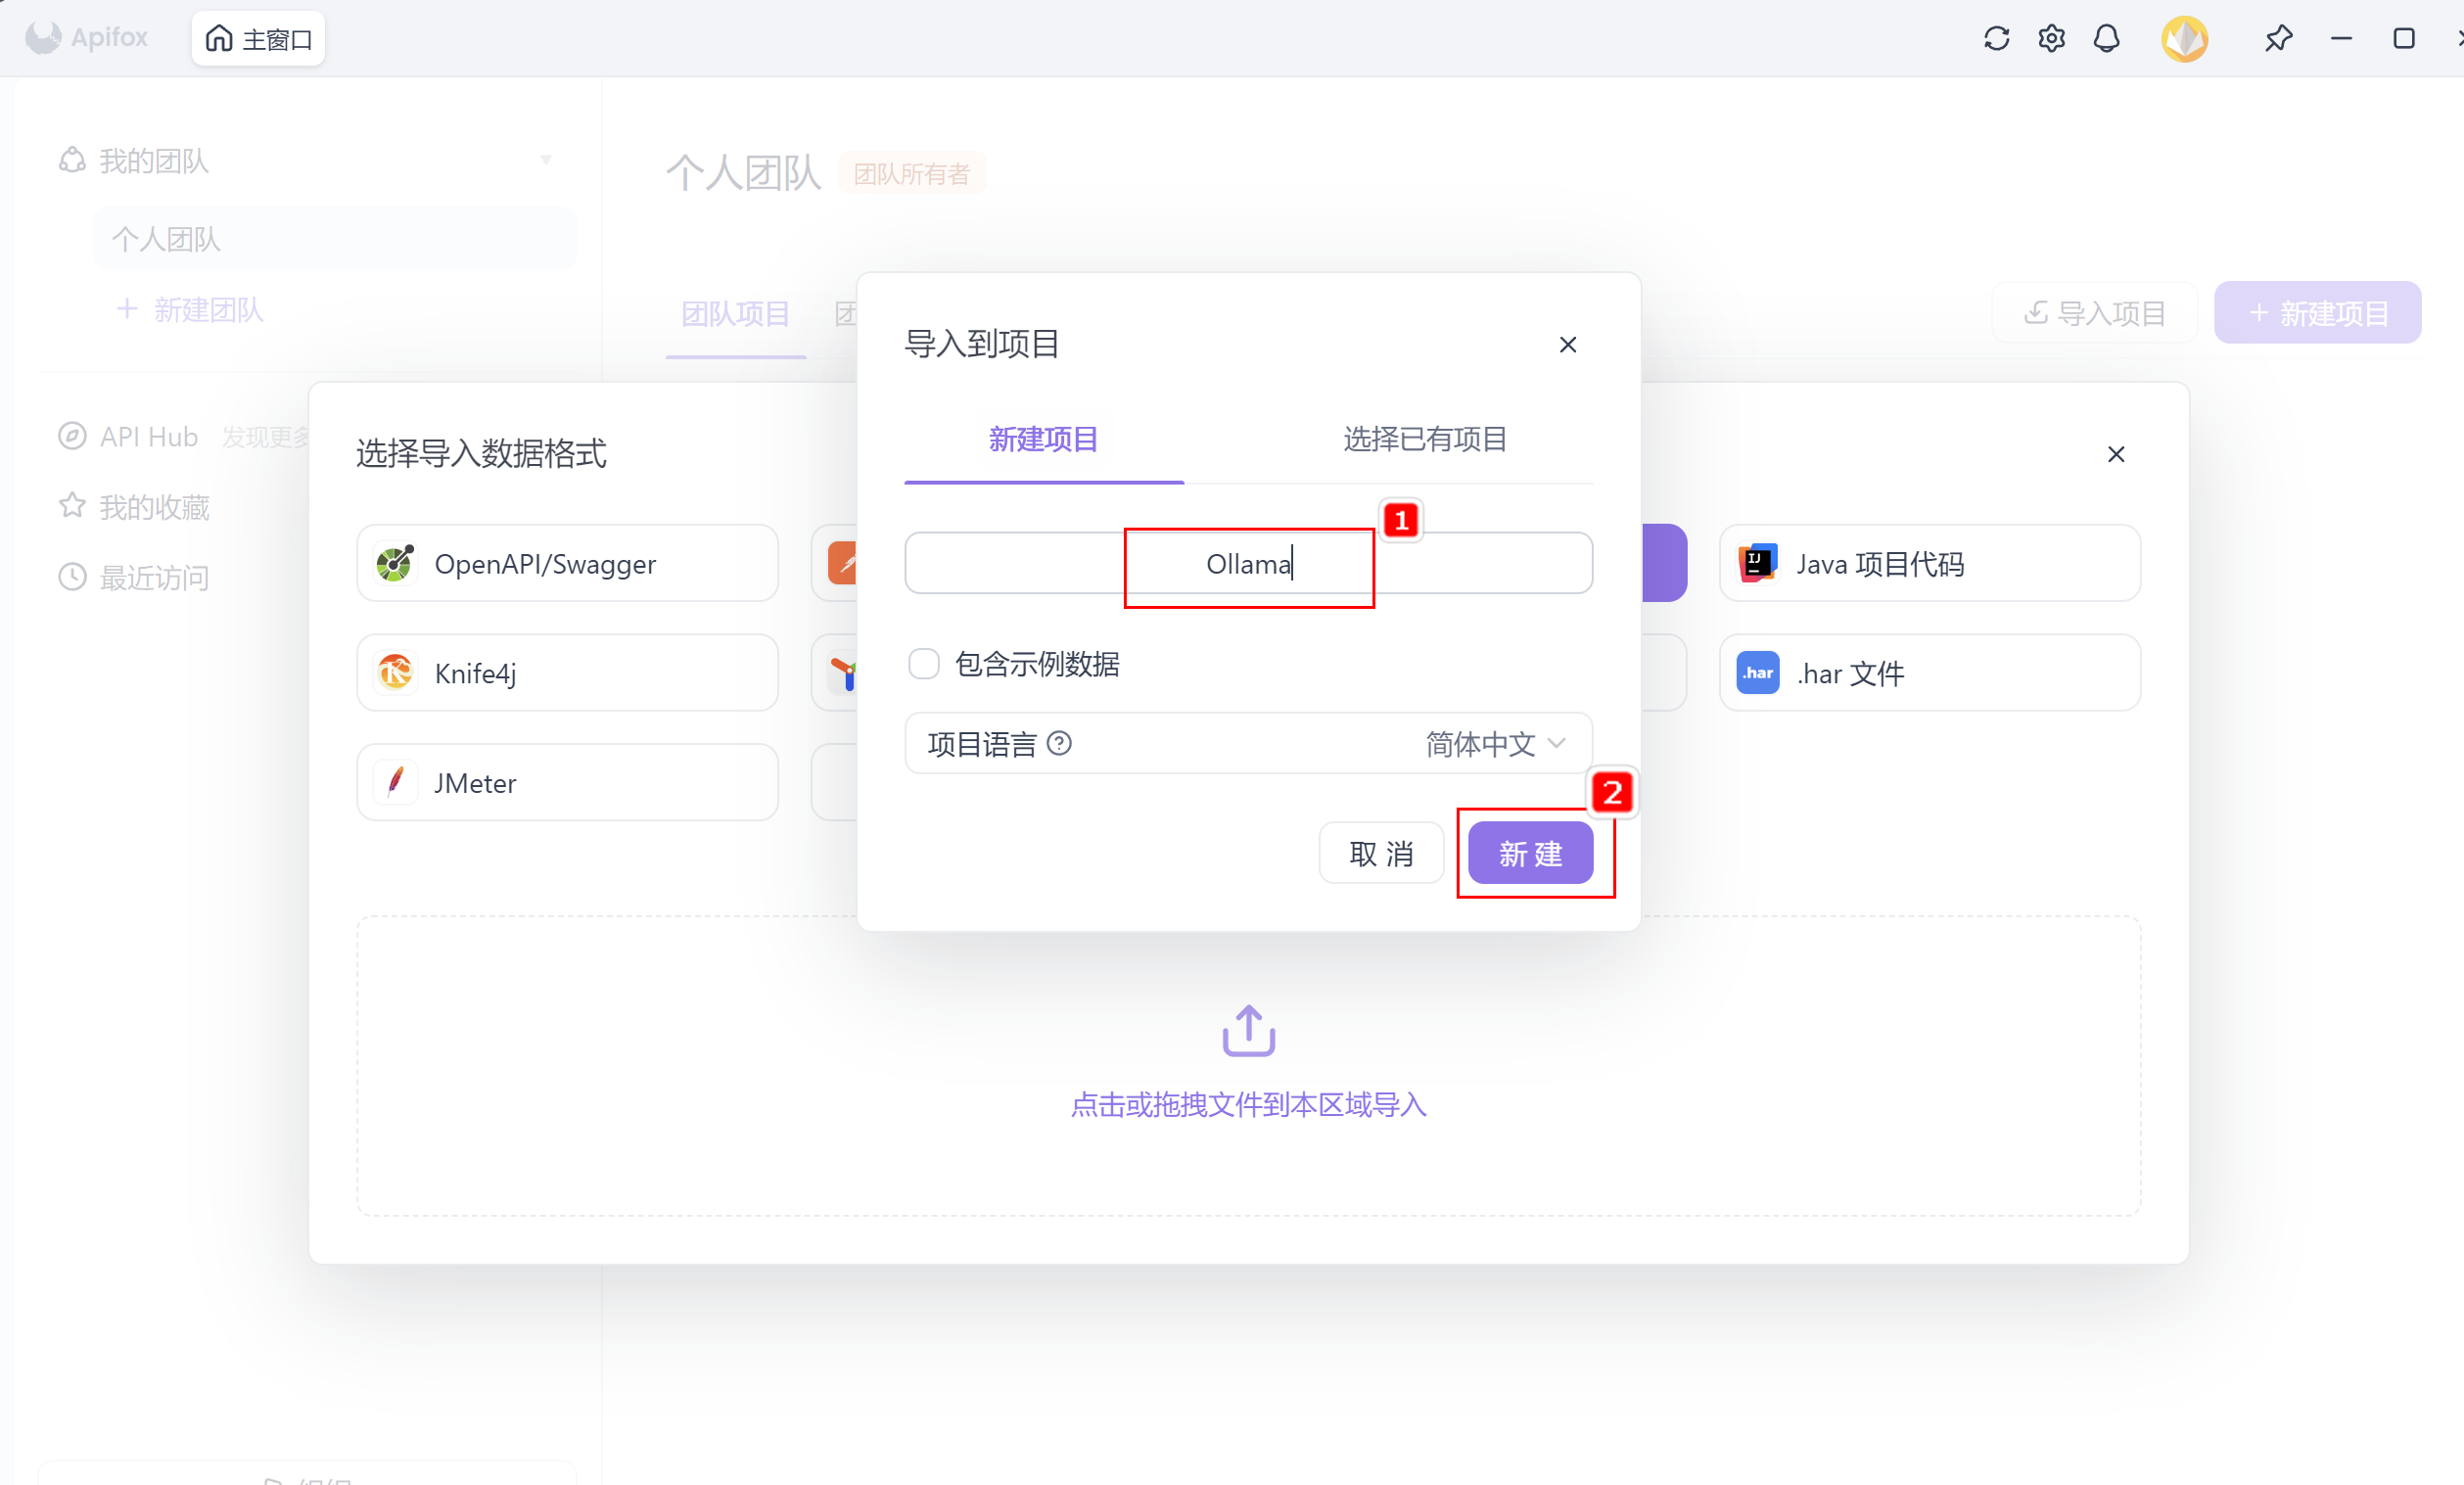 Apifox
主窗口
我的团队
个人团队
新建团队
API Hub 发现更多
我的收藏
最近访问
个人团队 团队所有者
团队项目 团
导入项目
新建项目
选择导入数据格式
OpenAPI/Swagger
Java 项目代码
Knife4j
.har .har 文件
JMeter
导入到项目
新建项目
选择已有项目
1
Ollama
包含示例数据
项目语言 简体中文
2
取 消
新 建
点击或拖拽文件到本区域导入